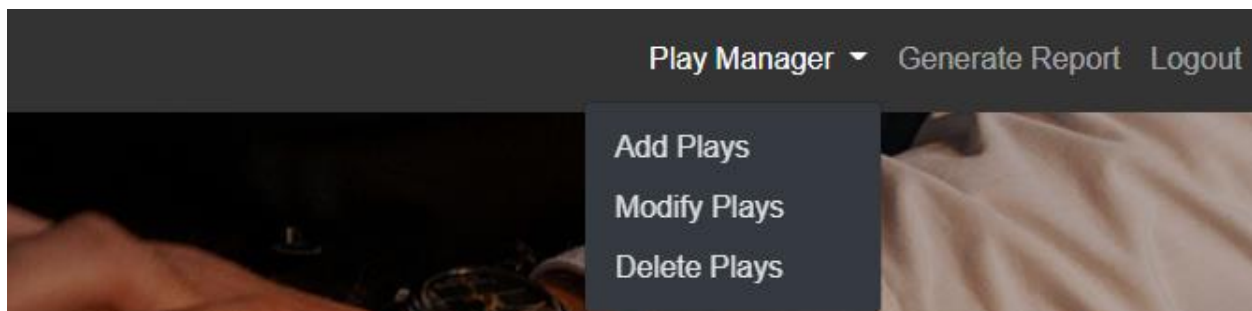 Play Manager Generate Report Logout
Add Plays
Modify Plays
Delete Plays